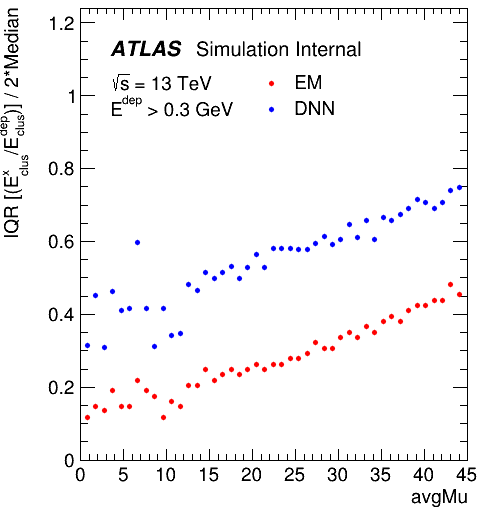 IQR [(E^x_clus/E^dep_clus)] / 2*Median
1.2
1
0.8
0.6
0.4
0.2
0
ATLAS Simulation Internal
√s = 13 TeV
E^dep > 0.3 GeV
EM
DNN
0 5 10 15 20 25 30 35 40 45
avgMu